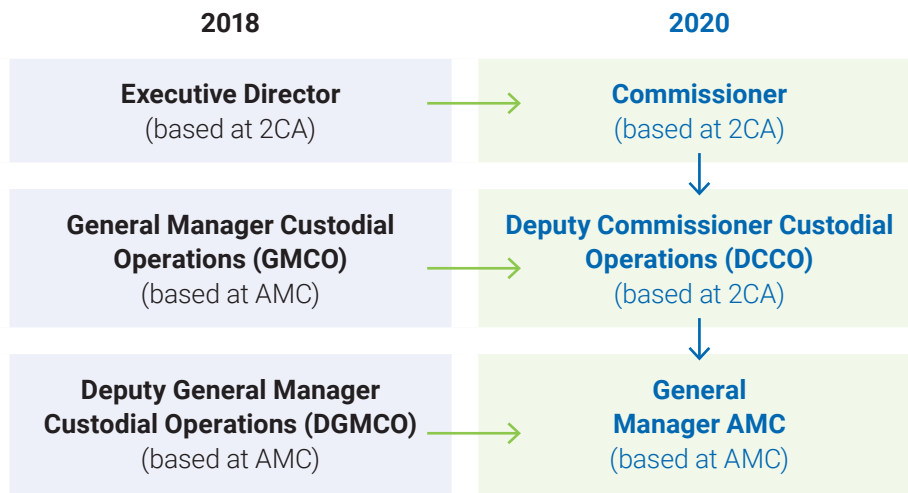 2018
2020
Executive Director
(based at 2CA)
Commissioner
(based at 2CA)
General Manager Custodial
Operations (GMCO)
(based at AMC)
Deputy Commissioner Custodial
Operations (DCCO)
(based at 2CA)
Deputy General Manager
Custodial Operations (DGMCO)
(based at AMC)
General
Manager AMC
(based at AMC)